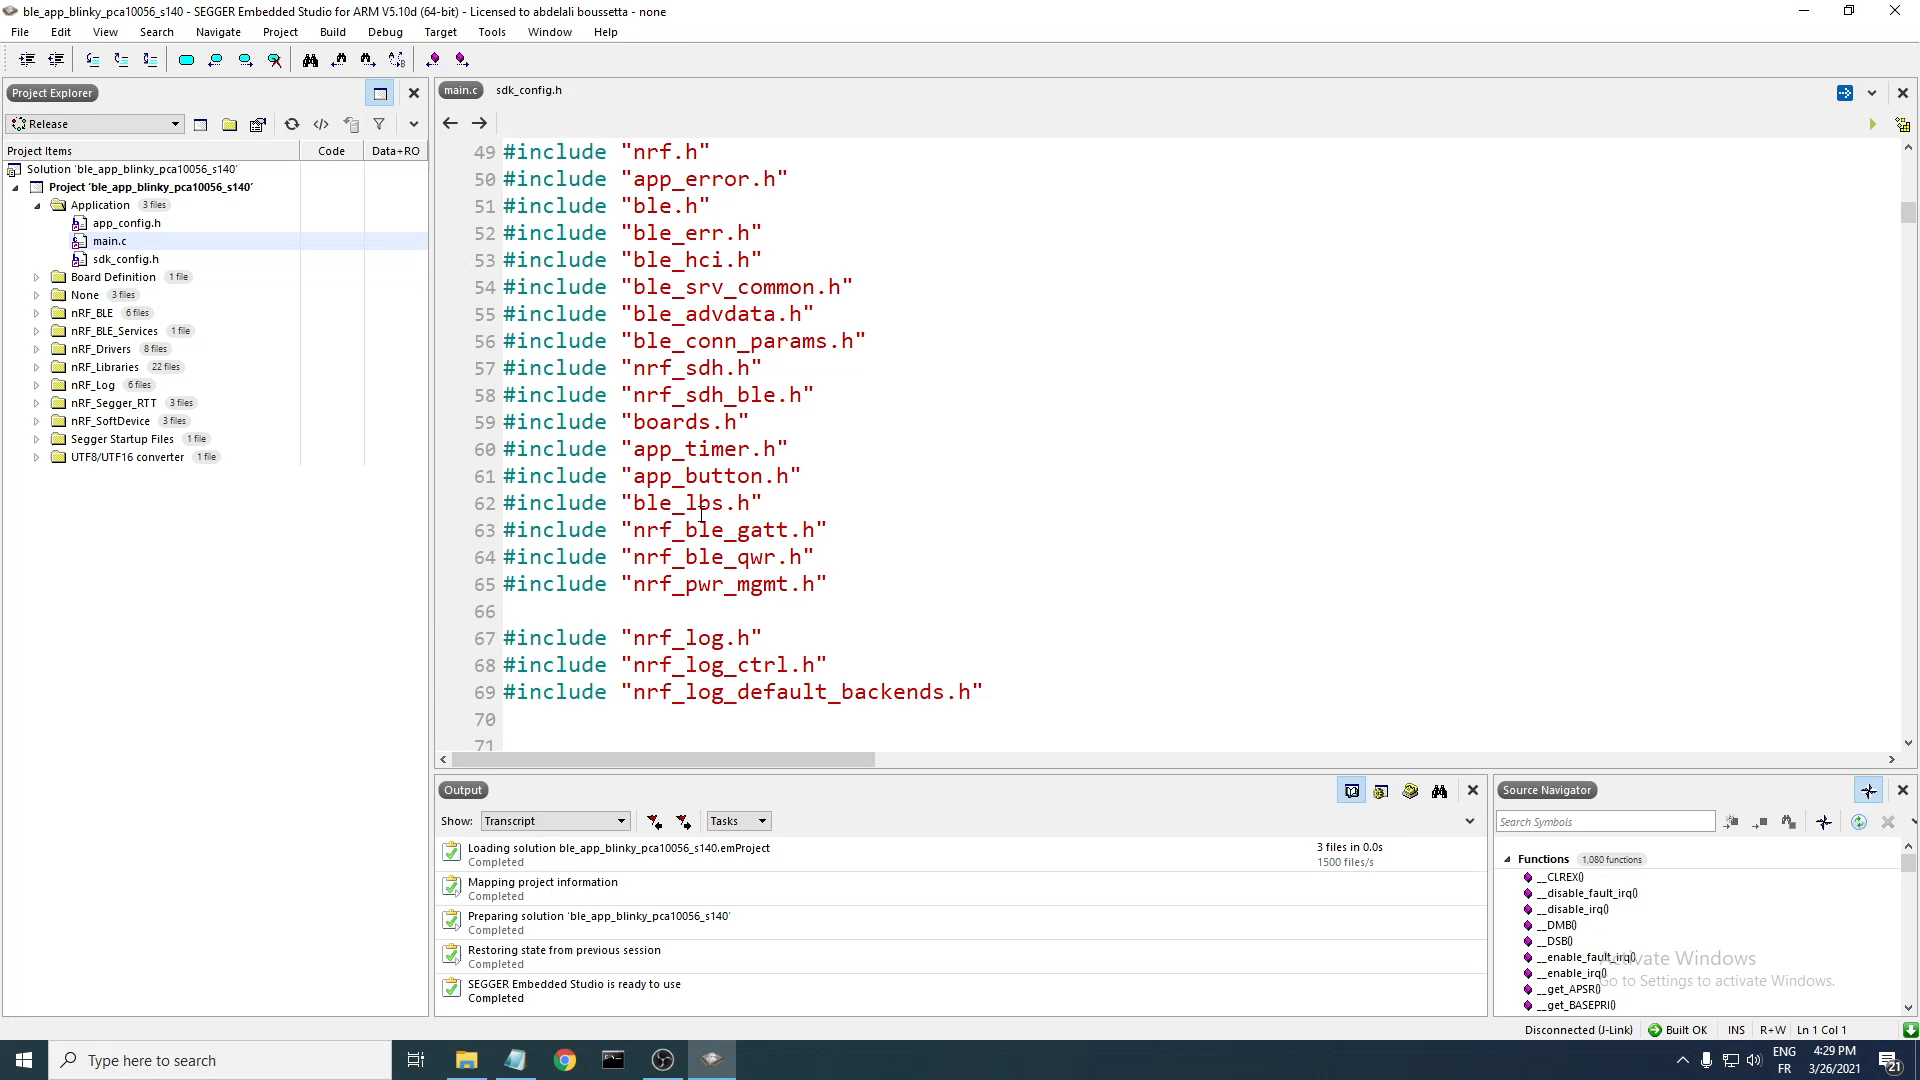 ble_app_blinky_pca10056_s140 - SEGGER Embedded Studio for ARM V5.10d (64-bit) - Licensed to abdelali boussetta - none
File Edit View Search Navigate Project Build Debug Target Tools Window Help
Project Explorer
Release
Project Items Code Data+RO
Solution 'ble_app_blinky_pca10056_s140'
Project 'ble_app_blinky_pca10056_s140'
Application 3 files
app_config.h
main.c
sdk_config.h
Board Definition 1 file
None 3 files
nRF_BLE 6 files
nRF_BLE_Services 1 file
nRF_Drivers 8 files
nRF_Libraries 22 files
nRF_Log 6 files
nRF_Segger_RTT 3 files
nRF_SoftDevice 3 files
Segger Startup Files 1 file
UTF8/UTF16 converter 1 file
main.c sdk_config.h
49 #include "nrf.h"
50 #include "app_error.h"
51 #include "ble.h"
52 #include "ble_err.h"
53 #include "ble_hci.h"
54 #include "ble_srv_common.h"
55 #include "ble_advdata.h"
56 #include "ble_conn_params.h"
57 #include "nrf_sdh.h"
58 #include "nrf_sdh_ble.h"
59 #include "boards.h"
60 #include "app_timer.h"
61 #include "app_button.h"
62 #include "ble_lbs.h"
63 #include "nrf_ble_gatt.h"
64 #include "nrf_ble_qwr.h"
65 #include "nrf_pwr_mgmt.h"
66
67 #include "nrf_log.h"
68 #include "nrf_log_ctrl.h"
69 #include "nrf_log_default_backends.h"
70
71
Output
Show: Transcript Tasks
Loading solution ble_app_blinky_pca10056_s140.emProject 3 files in 0.0s
Completed 1500 files/s
Mapping project information
Completed
Preparing solution 'ble_app_blinky_pca10056_s140'
Completed
Restoring state from previous session
Completed
SEGGER Embedded Studio is ready to use
Completed
Source Navigator
Search Symbols
Functions 1,080 functions
__CLREX()
__disable_fault_irq()
__disable_irq()
__DMB()
__DSB()
__enable_fault_irq()
__enable_irq()
__get_APSR()
__get_BASEPRI()
Activate Windows
Go to Settings to activate Windows.
Disconnected (J-Link) Built OK INS R+W Ln 1 Col 1
Type here to search
ENG
FR
4:29 PM
3/26/2021
21